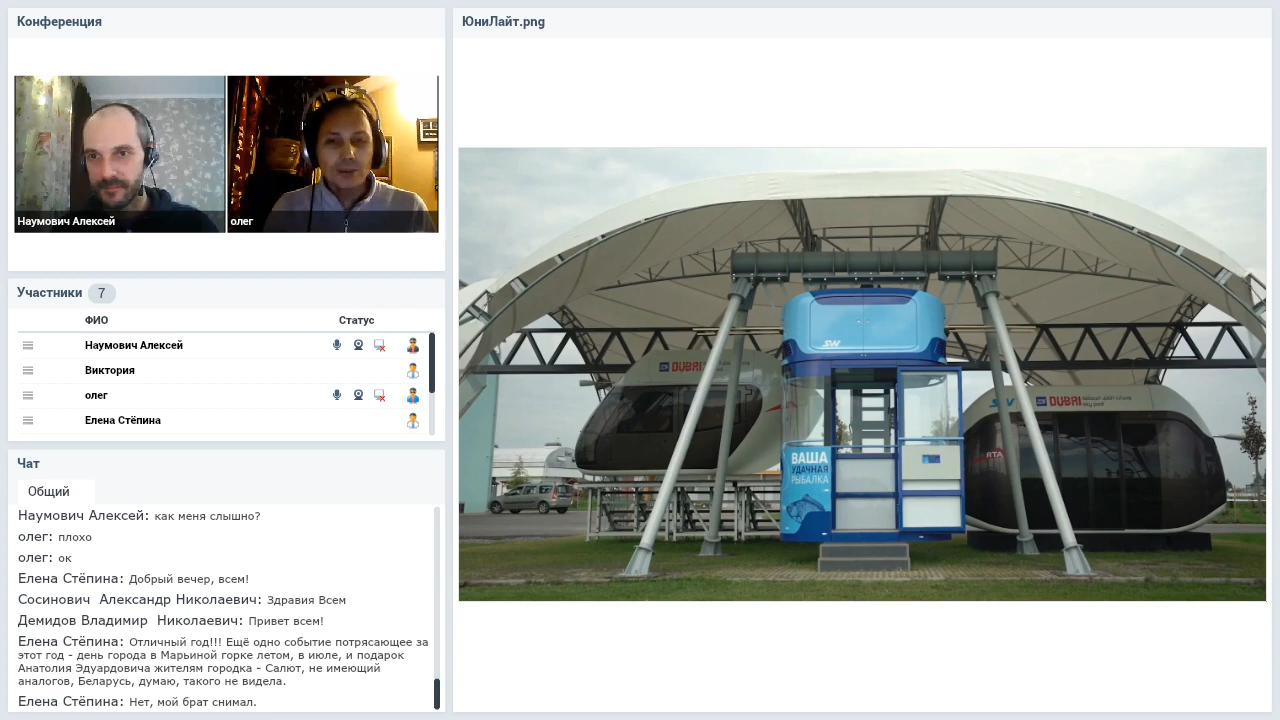 Конференция
Наумович Алексей
олег
Участники 7
ФИО Статус
Наумович Алексей
Виктория
олег
Елена Стёпина
Чат
Общий
Наумович Алексей: как меня слышно?
олег: плохо
олег: ок
Елена Стёпина: Добрый вечер, всем!
Сосинович Александр Николаевич: Здравия Всем
Демидов Владимир Николаевич: Привет всем!
Елена Стёпина: Отличный год!!! Ещё одно событие потрясающее за
этот год - день города в Марьиной горке летом, в июле, и подарок
Анатолия Эдуардовича жителям городка - Салют, не имеющий
аналогов, Беларусь, думаю, такого не видела.
Елена Стёпина: Нет, мой брат снимал.
ЮниЛайт.png
SW
DUBAI
ВАША
УДАЧНАЯ
РЫБАЛКА
DUBAI
sky pod
RTA